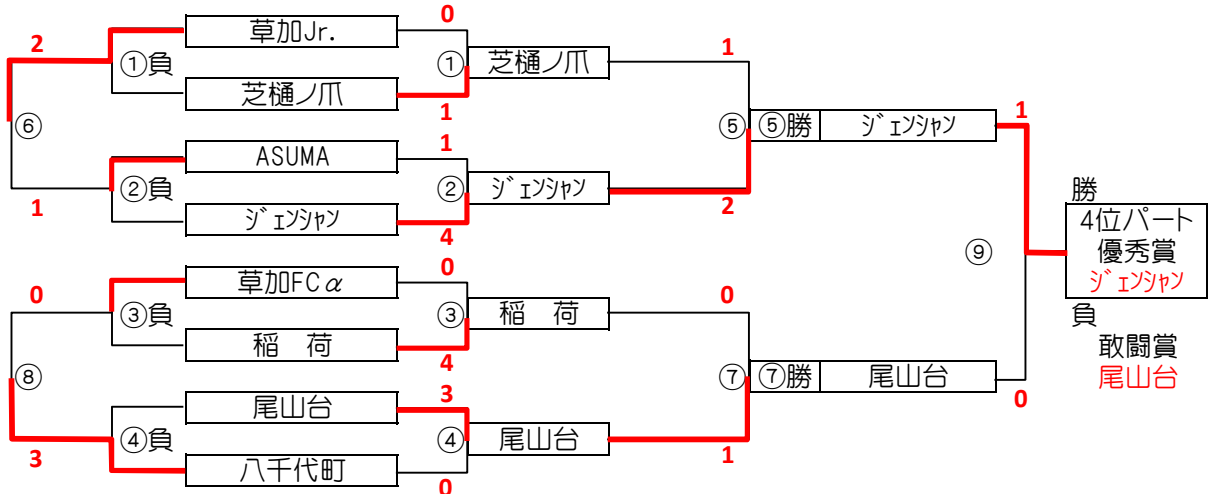 0
草加Jr.
2
1
①負
①
芝樋ノ爪
芝樋ノ爪
1
⑥
⑤
⑤勝
ジェンシャン
1
ASUMA
1
②負
②
ジェンシャン
1
2
ジェンシャン
4
勝
4位パート
優秀賞
ジェンシャン
⑨
草加FCα
0
0
0
③負
③
稲　荷
負
稲　荷
4
敢闘賞
尾山台
⑧
⑦
⑦勝
尾山台
0
尾山台
3
④負
④
尾山台
3
1
八千代町
0